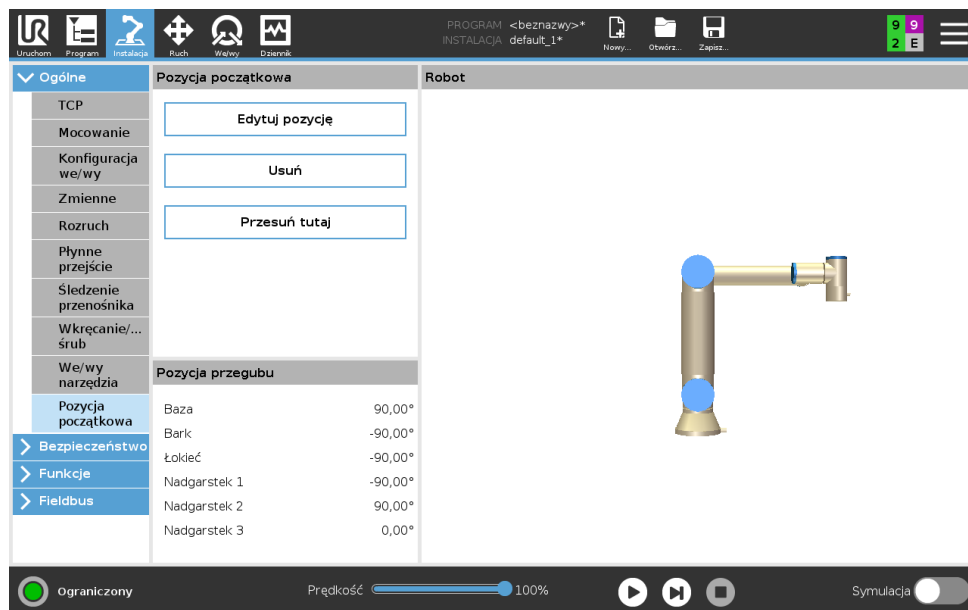 PROGRAM <beznazwy>*
INSTALACJA default_1*
Uruchom Program Instalacja Ruch We/wy Dziennik Nowy... Otwórz... Zapisz...
9 9
2 E
Ogólne
TCP
Mocowanie
Konfiguracja
we/wy
Zmienne
Rozruch
Płynne
przejście
Śledzenie
przenośnika
Wkręcanie/...
śrub
We/wy
narzędzia
Pozycja
początkowa
Bezpieczeństwo
Funkcje
Fieldbus
Pozycja początkowa
Edytuj pozycję
Usuń
Przesuń tutaj
Pozycja przegubu
Baza 90,00°
Bark -90,00°
Łokieć -90,00°
Nadgarstek 1 -90,00°
Nadgarstek 2 90,00°
Nadgarstek 3 0,00°
Robot
Ograniczony Prędkość 100% Symulacja